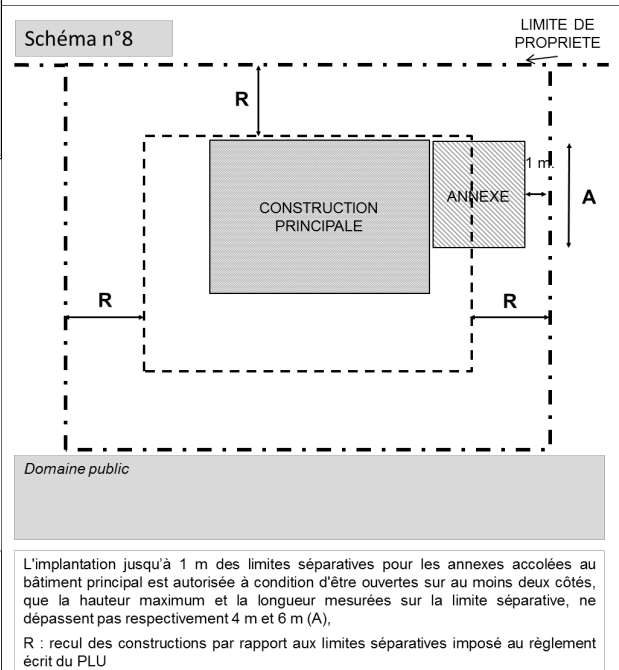 Schéma n°8
LIMITE DE
PROPRIETE
R
1 m.
ANNEXE
A
CONSTRUCTION
PRINCIPALE
R
R
Domaine public
L'implantation jusqu'à 1 m des limites séparatives pour les annexes accolées au
bâtiment principal est autorisée à condition d'être ouvertes sur au moins deux côtés,
que la hauteur maximum et la longueur mesurées sur la limite séparative, ne
dépassent pas respectivement 4 m et 6 m (A),
R : recul des constructions par rapport aux limites séparatives imposé au règlement
écrit du PLU